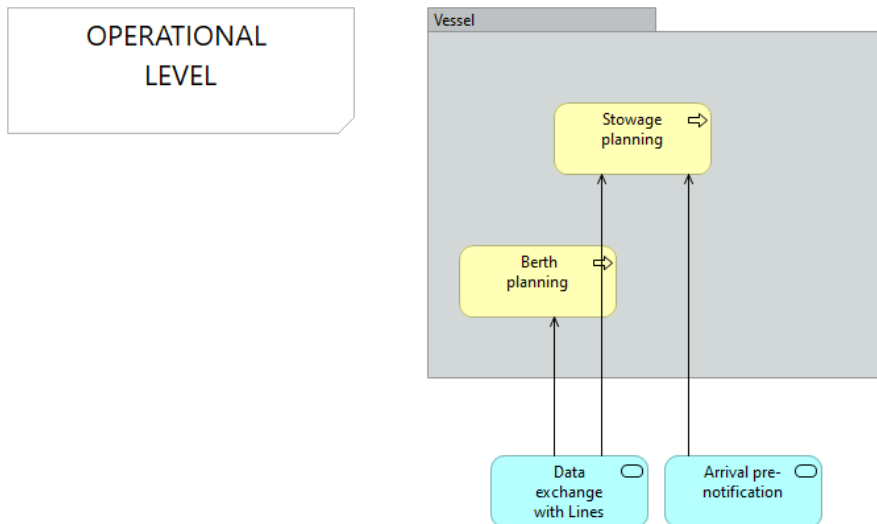 OPERATIONAL
LEVEL
Vessel
Stowage
planning
Berth
planning
Data
exchange
with Lines
Arrival pre-
notification